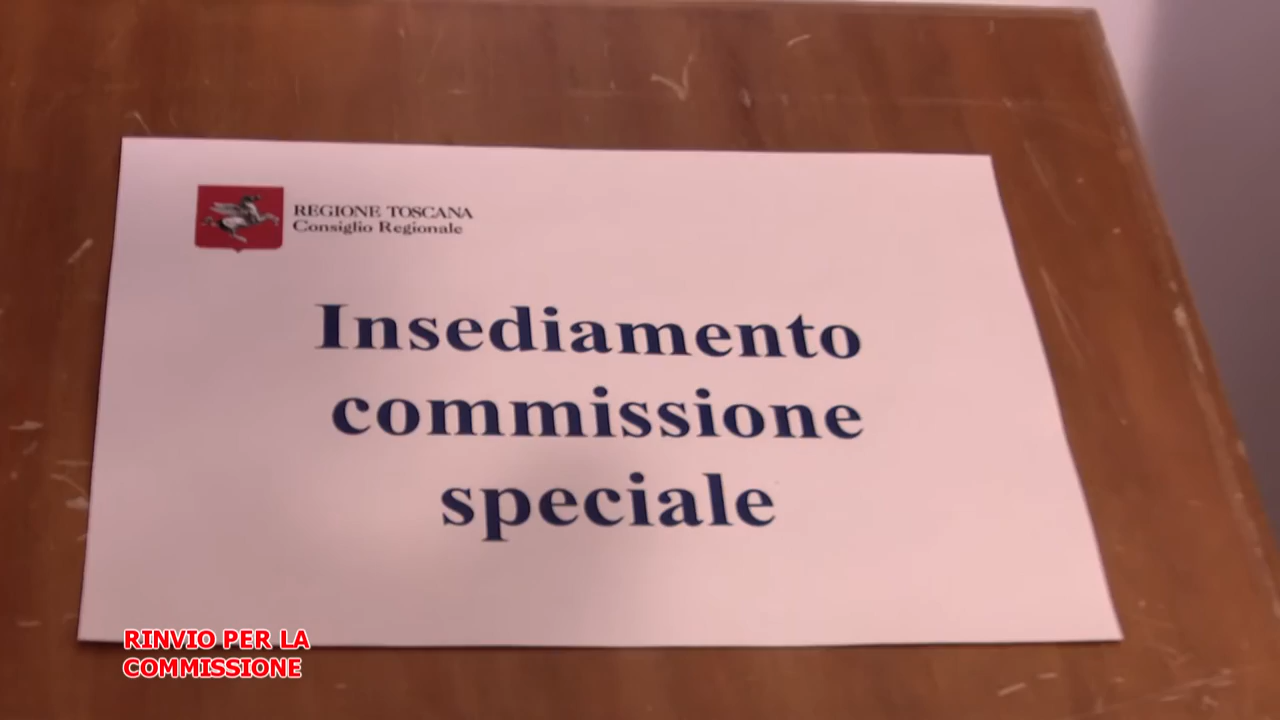 REGIONE TOSCANA
Consiglio Regionale
Insediamento
commissione
speciale
RINVIO PER LA
COMMISSIONE